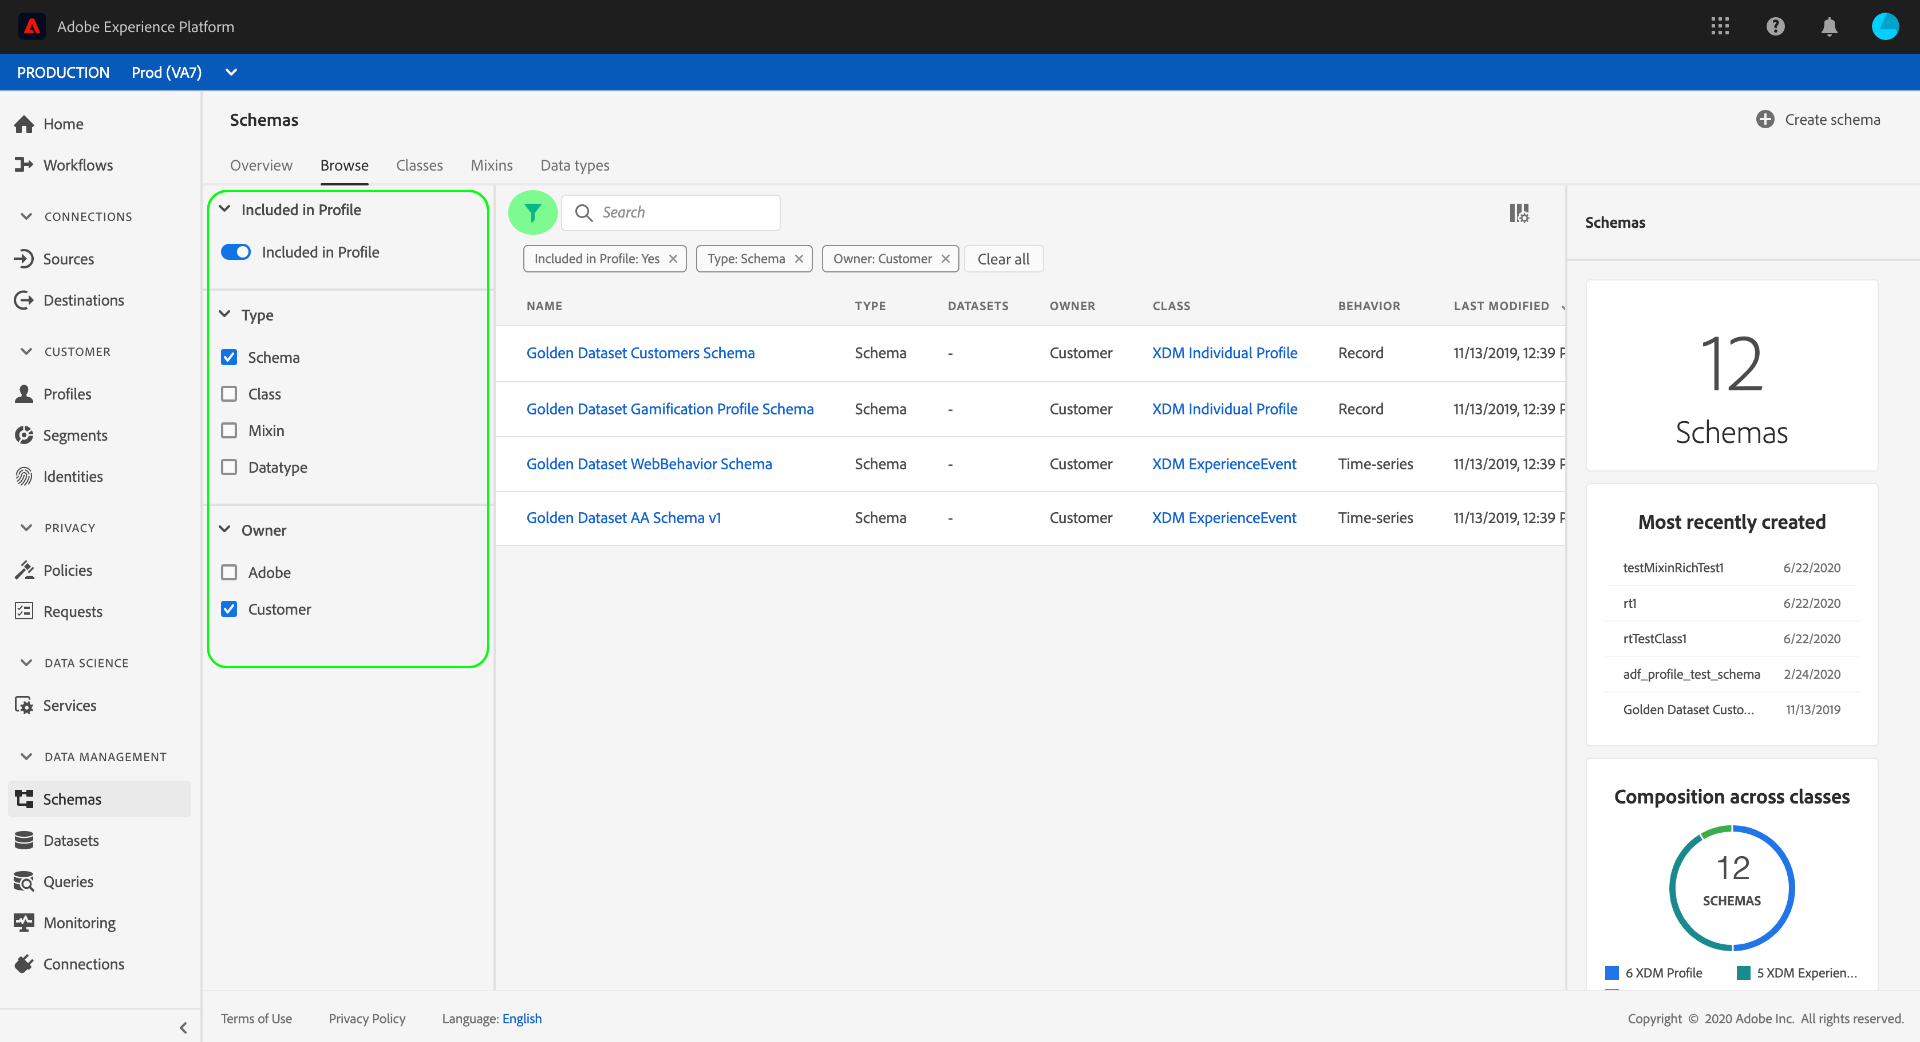 Adobe Experience Platform
PRODUCTION Prod (VA7)
Home
Workflows
CONNECTIONS
Sources
Destinations
CUSTOMER
Profiles
Segments
Identities
PRIVACY
Policies
Requests
DATA SCIENCE
Services
DATA MANAGEMENT
Schemas
Datasets
Queries
Monitoring
Connections
Schemas
Create schema
Overview Browse Classes Mixins Data types
Included in Profile
Included in Profile
Type
Schema
Class
Mixin
Datatype
Owner
Adobe
Customer
Search
Included in Profile: Yes Type: Schema Owner: Customer Clear all
NAME TYPE DATASETS OWNER CLASS BEHAVIOR LAST MODIFIED
Golden Dataset Customers Schema Schema - Customer XDM Individual Profile Record 11/13/2019, 12:39 P
Golden Dataset Gamification Profile Schema Schema - Customer XDM Individual Profile Record 11/13/2019, 12:39 P
Golden Dataset WebBehavior Schema Schema - Customer XDM ExperienceEvent Time-series 11/13/2019, 12:39 P
Golden Dataset AA Schema v1 Schema - Customer XDM ExperienceEvent Time-series 11/13/2019, 12:39 P
Schemas
12
Schemas
Most recently created
testMixinRichTest1 6/22/2020
rt1 6/22/2020
rtTestClass1 6/22/2020
adf_profile_test_schema 2/24/2020
Golden Dataset Custo... 11/13/2019
Composition across classes
12
SCHEMAS
6 XDM Profile 5 XDM Experien...
Terms of Use Privacy Policy Language: English
Copyright © 2020 Adobe Inc. All rights reserved.